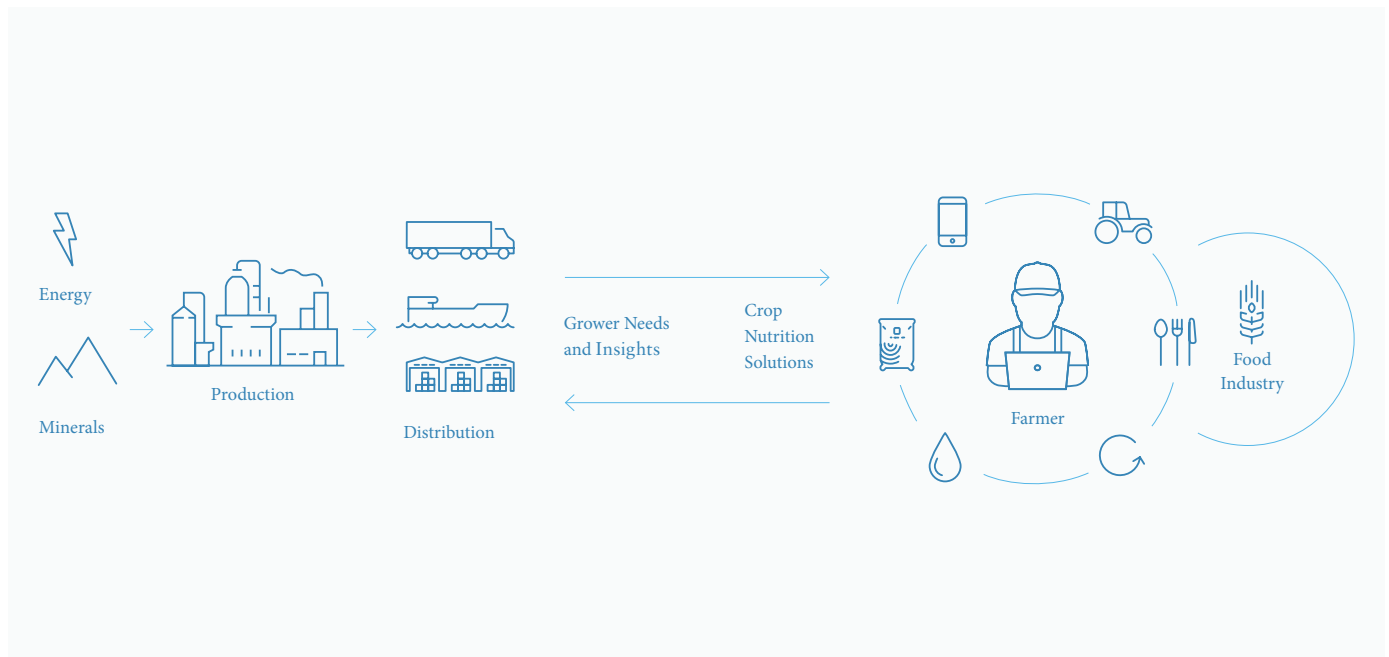 Energy
Minerals
Production
Distribution
Grower Needs
and Insights
Crop
Nutrition
Solutions
Farmer
Food
Industry